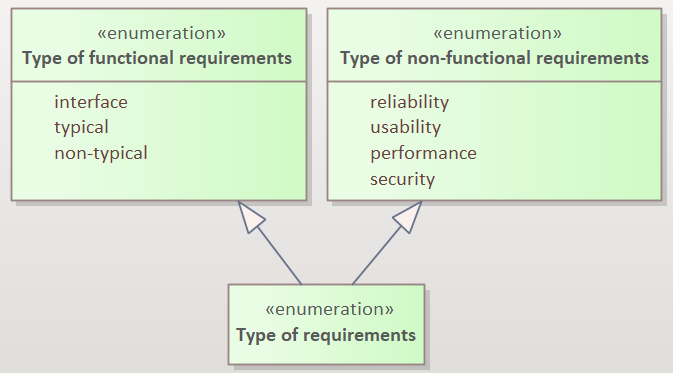 «enumeration»
Type of functional requirements
interface
typical
non-typical
«enumeration»
Type of non-functional requirements
reliability
usability
performance
security
«enumeration»
Type of requirements